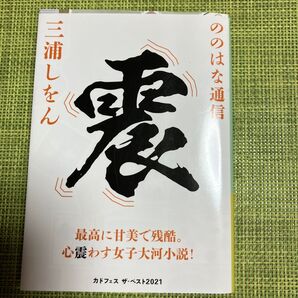 ののはな通信
三浦しをん
震
最高に甘美で残酷。
心震わす女子大河小説!
カドフェス ザ・ベスト2021